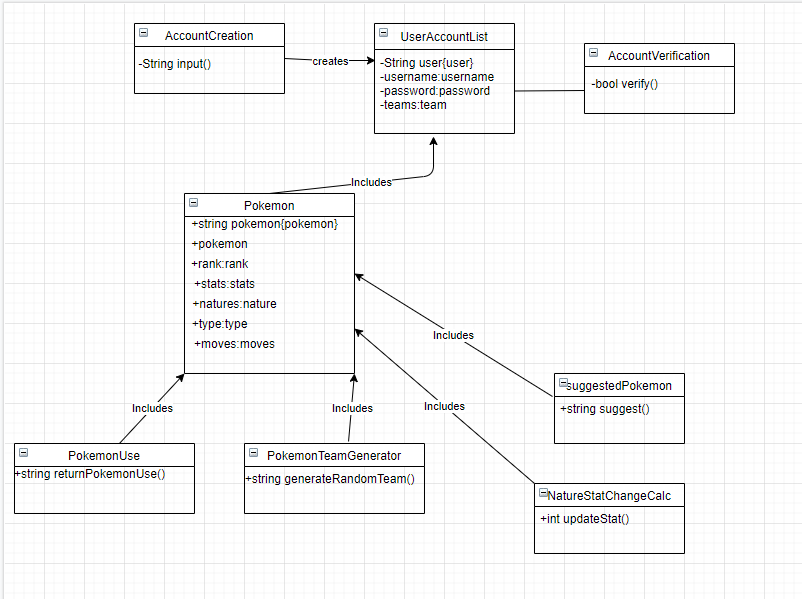 AccountCreation
-String input()
creates
UserAccountList
-String user{user}
-username:username
-password:password
-teams:team
AccountVerification
-bool verify()
Includes
Pokemon
+string pokemon{pokemon}
+pokemon
+rank:rank
+stats:stats
+natures:nature
+type:type
+moves:moves
Includes
Includes
Includes
Includes
suggestedPokemon
+string suggest()
PokemonUse
+string returnPokemonUse()
PokemonTeamGenerator
+string generateRandomTeam()
NatureStatChangeCalc
+int updateStat()